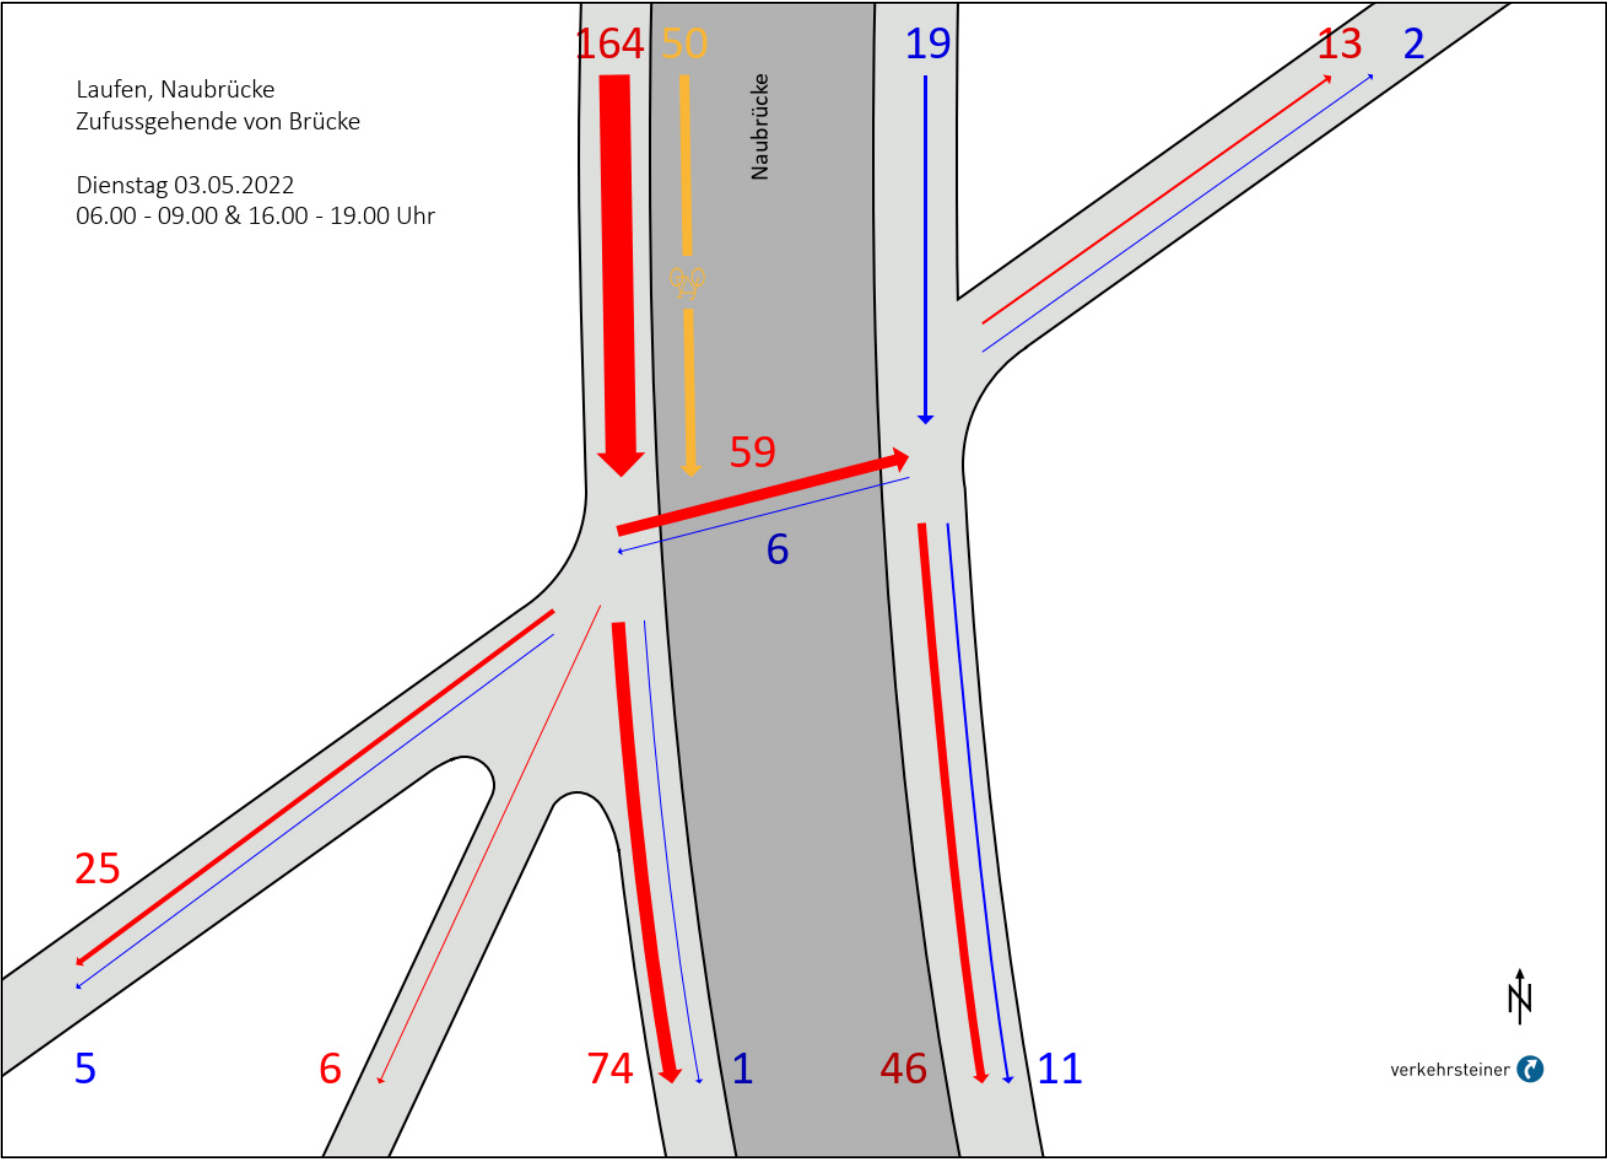 164 50 19 13 2
Laufen, Naubrücke
Zufussgehende von Brücke
Naubrücke
Dienstag 03.05.2022
06.00 - 09.00 & 16.00 - 19.00 Uhr
59
6
25
5 6 74 1 46 11
N
verkehrsteiner